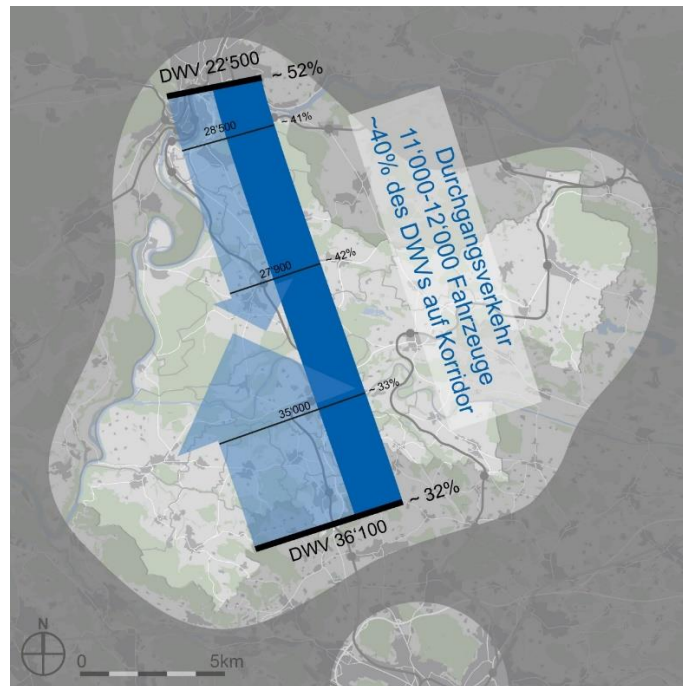 DWV 22'500
~ 52%
28'500
~ 41%
27'900
~ 42%
Durchgangsverkehr
11'000-12'000 Fahrzeuge
~40% des DWVs auf Korridor
35'000
~ 33%
DWV 36'100
~ 32%
N
0
5km